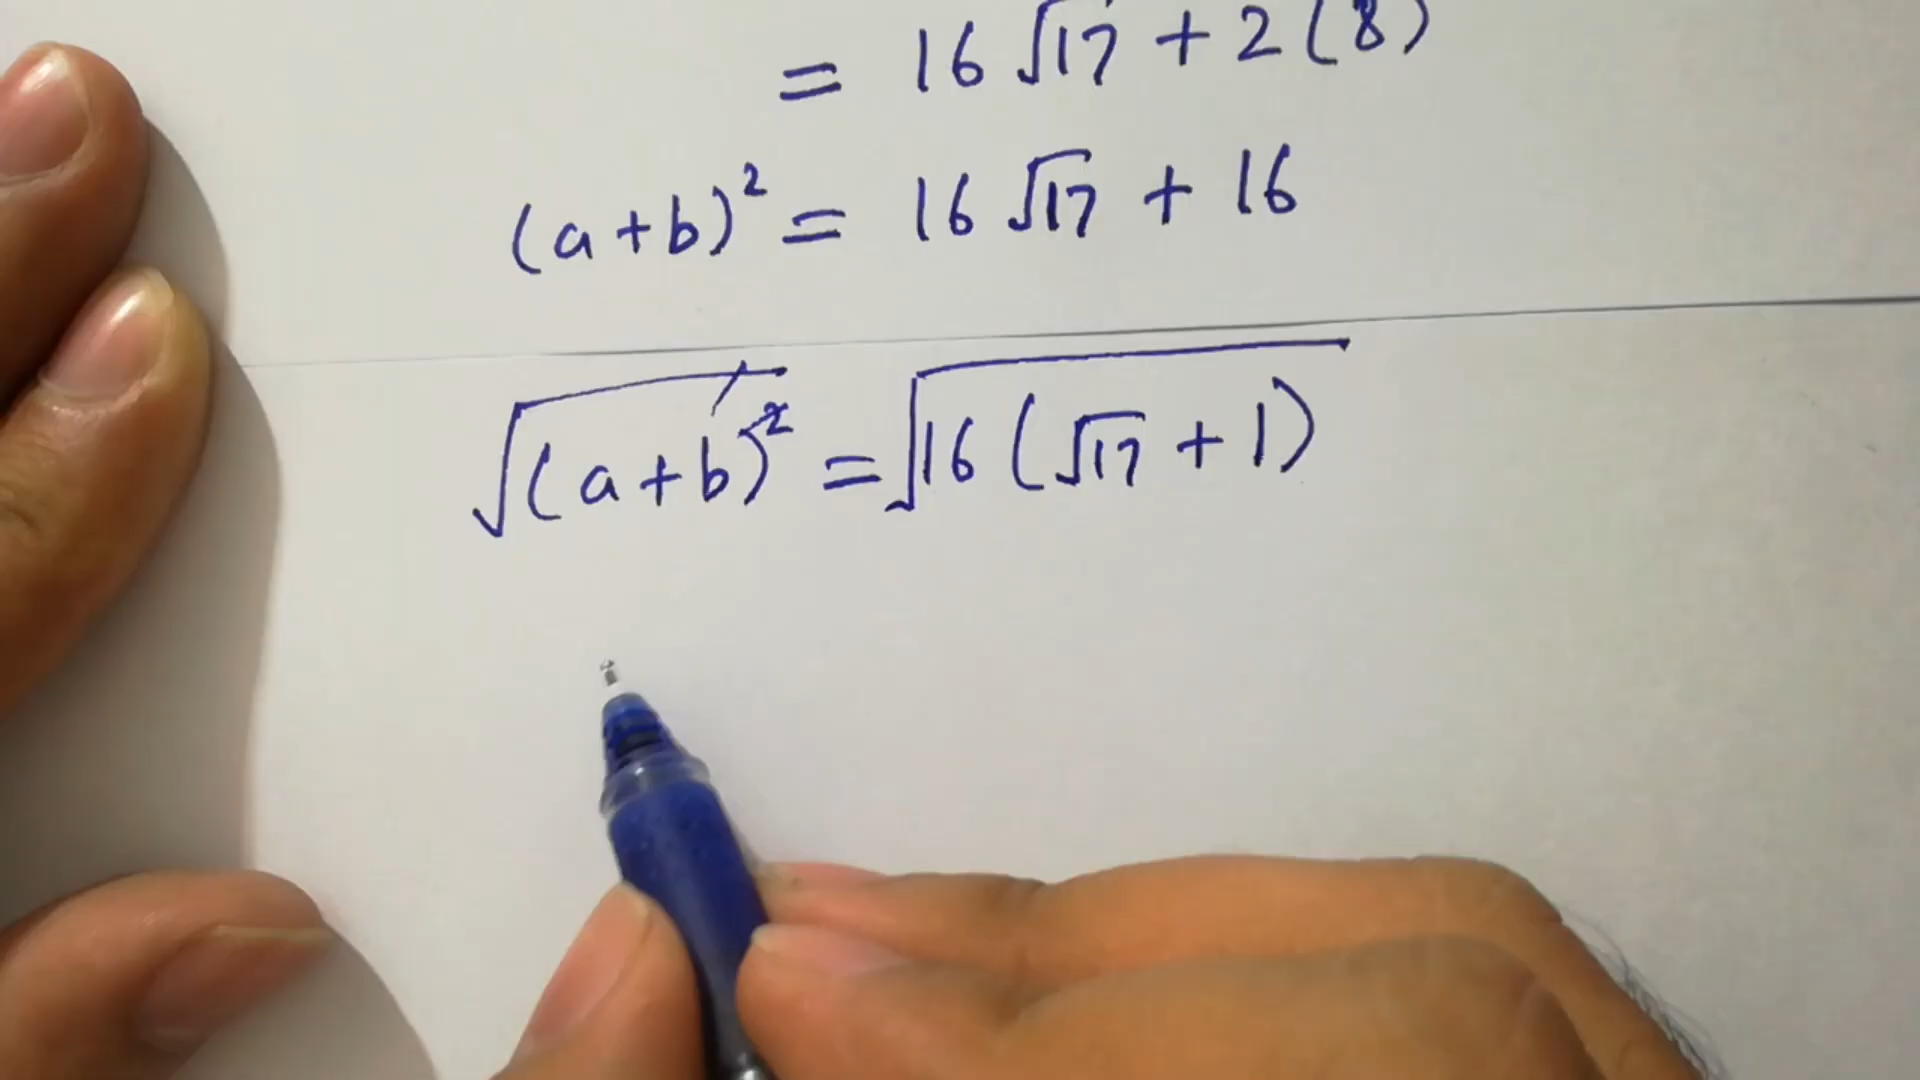 = 16 √17 + 2 (8)
(a+b)² = 16 √17 + 16
√(a+b)² = √16 (√17 + 1)